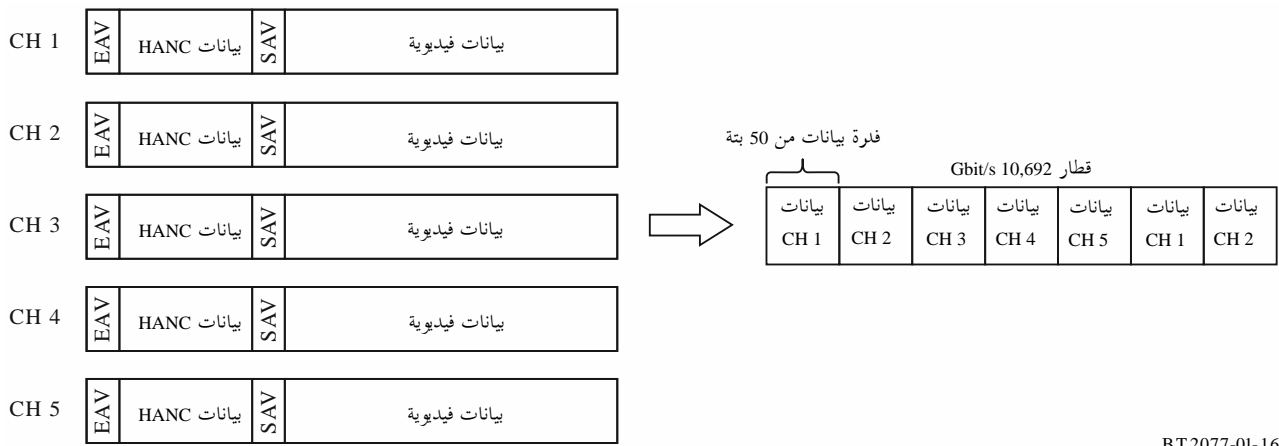 CH 1 EAV بيانات HANC SAV بيانات فيديوية
CH 2 EAV بيانات HANC SAV بيانات فيديوية
CH 3 EAV بيانات HANC SAV بيانات فيديوية
CH 4 EAV بيانات HANC SAV بيانات فيديوية
CH 5 EAV بيانات HANC SAV بيانات فيديوية
فدرة بيانات من 50 بتة
قطار 10,692 Gbit/s
بيانات بيانات بيانات بيانات بيانات بيانات بيانات
CH 1 CH 2 CH 3 CH 4 CH 5 CH 1 CH 2
BT.2077-01-16